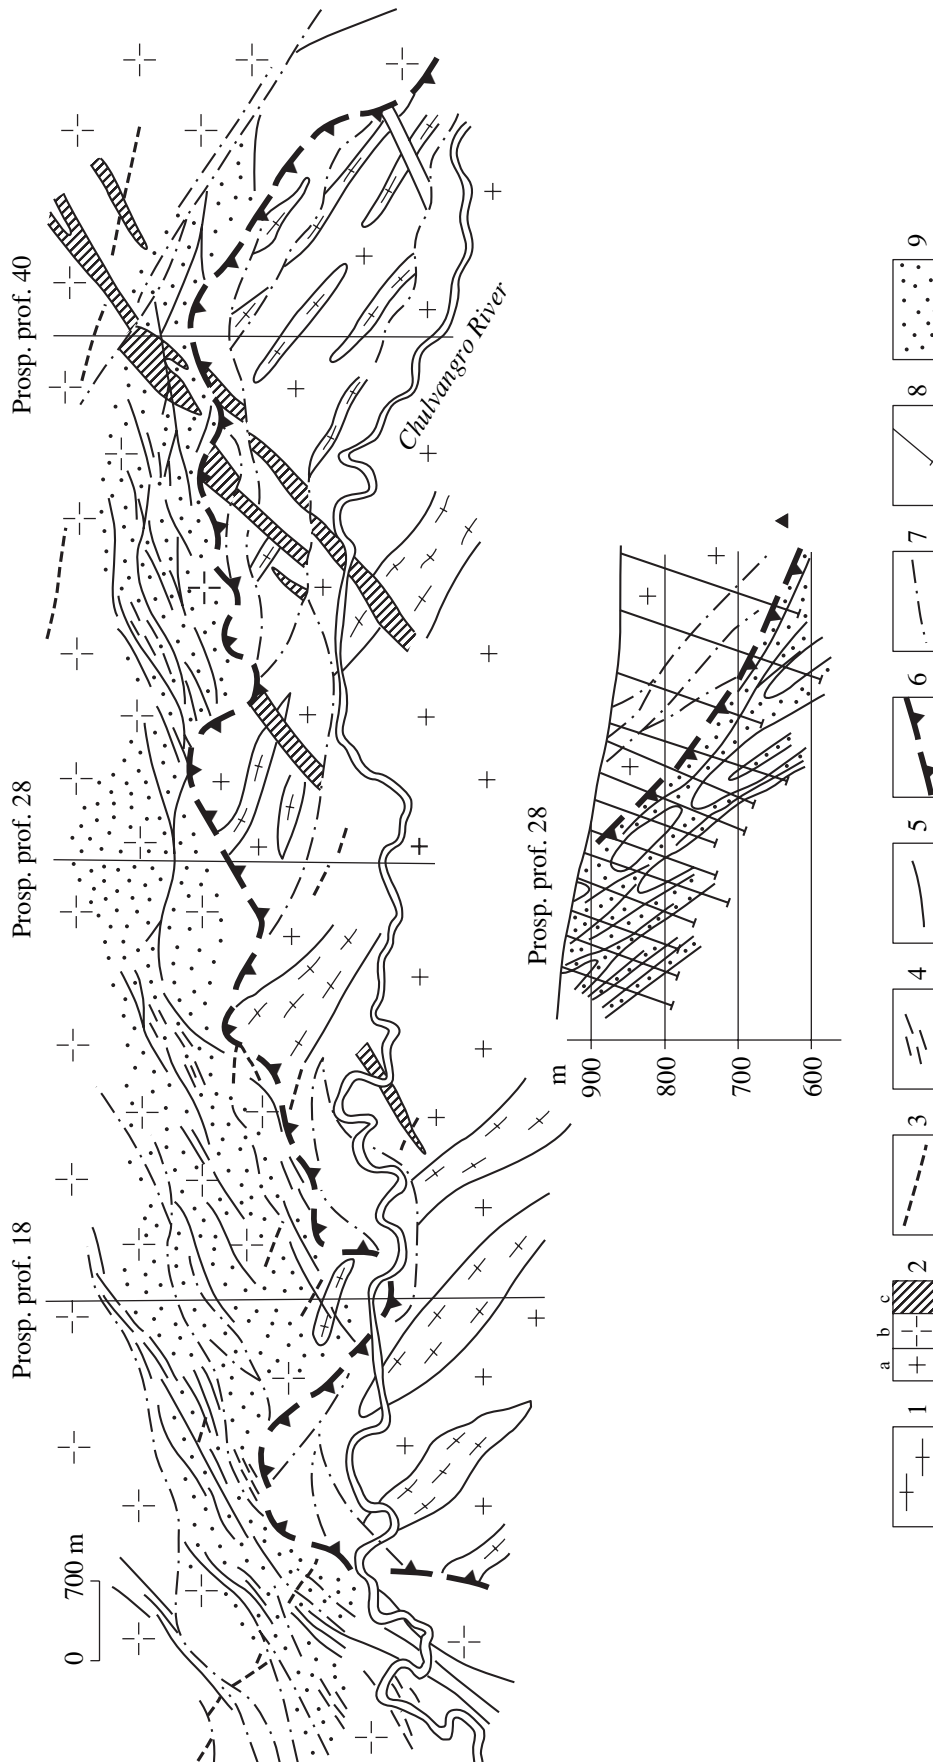 Prosp. prof. 18
Prosp. prof. 28
Prosp. prof. 40
0 700 m
Chulvangro River
Prosp. prof. 28
m
900
800
700
600
a b c
1 2 3 4 5 6 7 8 9